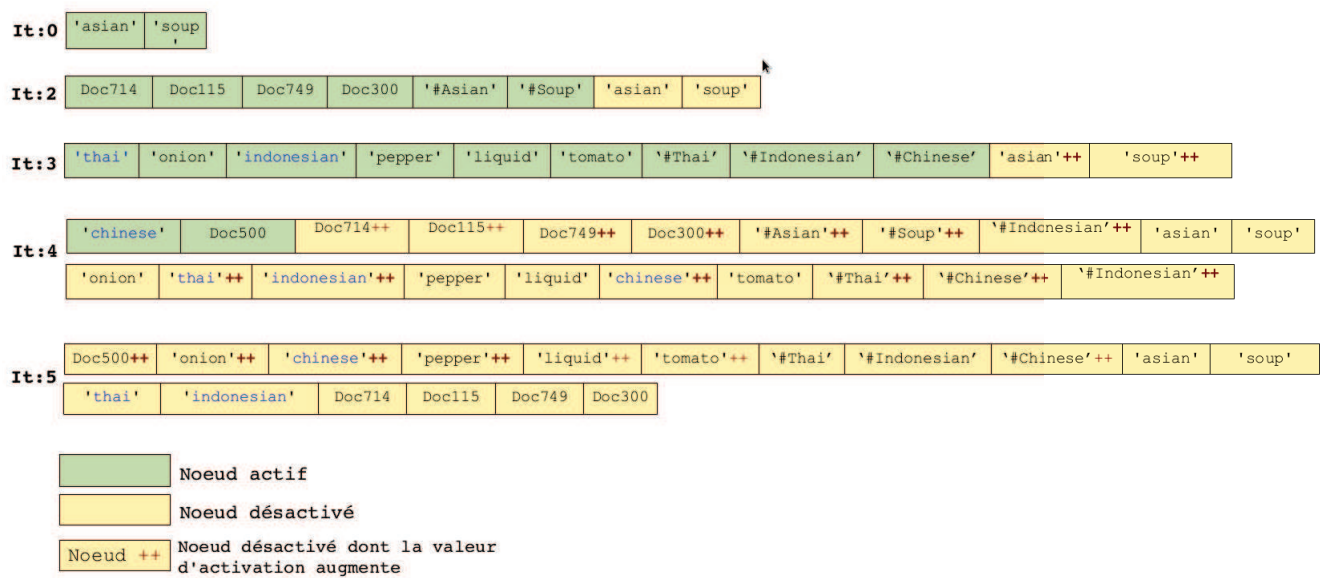 It:0 'asian' 'soup
'
It:2 Doc714 Doc115 Doc749 Doc300 '#Asian' '#Soup' 'asian' 'soup'
It:3 'thai' 'onion' 'indonesian' 'pepper' 'liquid' 'tomato' ‘#Thai’ ‘#Indonesian’ ‘#Chinese’ 'asian'++ 'soup'++
It:4 'chinese' Doc500 Doc714++ Doc115++ Doc749++ Doc300++ '#Asian'++ '#Soup'++ ‘#Indcnesian’++ 'asian' 'soup'
'onion' 'thai'++ 'indonesian'++ 'pepper' 'liquid' 'chinese'++ 'tomato' ‘#Thai’++ ‘#Chinese’++ ‘#Indonesian’++
It:5 Doc500++ 'onion'++ 'chinese'++ 'pepper'++ 'liquid'++ 'tomato'++ ‘#Thai’ ‘#Indonesian’ ‘#Chinese’++ 'asian' 'soup'
'thai' 'indonesian' Doc714 Doc115 Doc749 Doc300
Noeud actif
Noeud désactivé
Noeud ++ Noeud désactivé dont la valeur
d'activation augmente